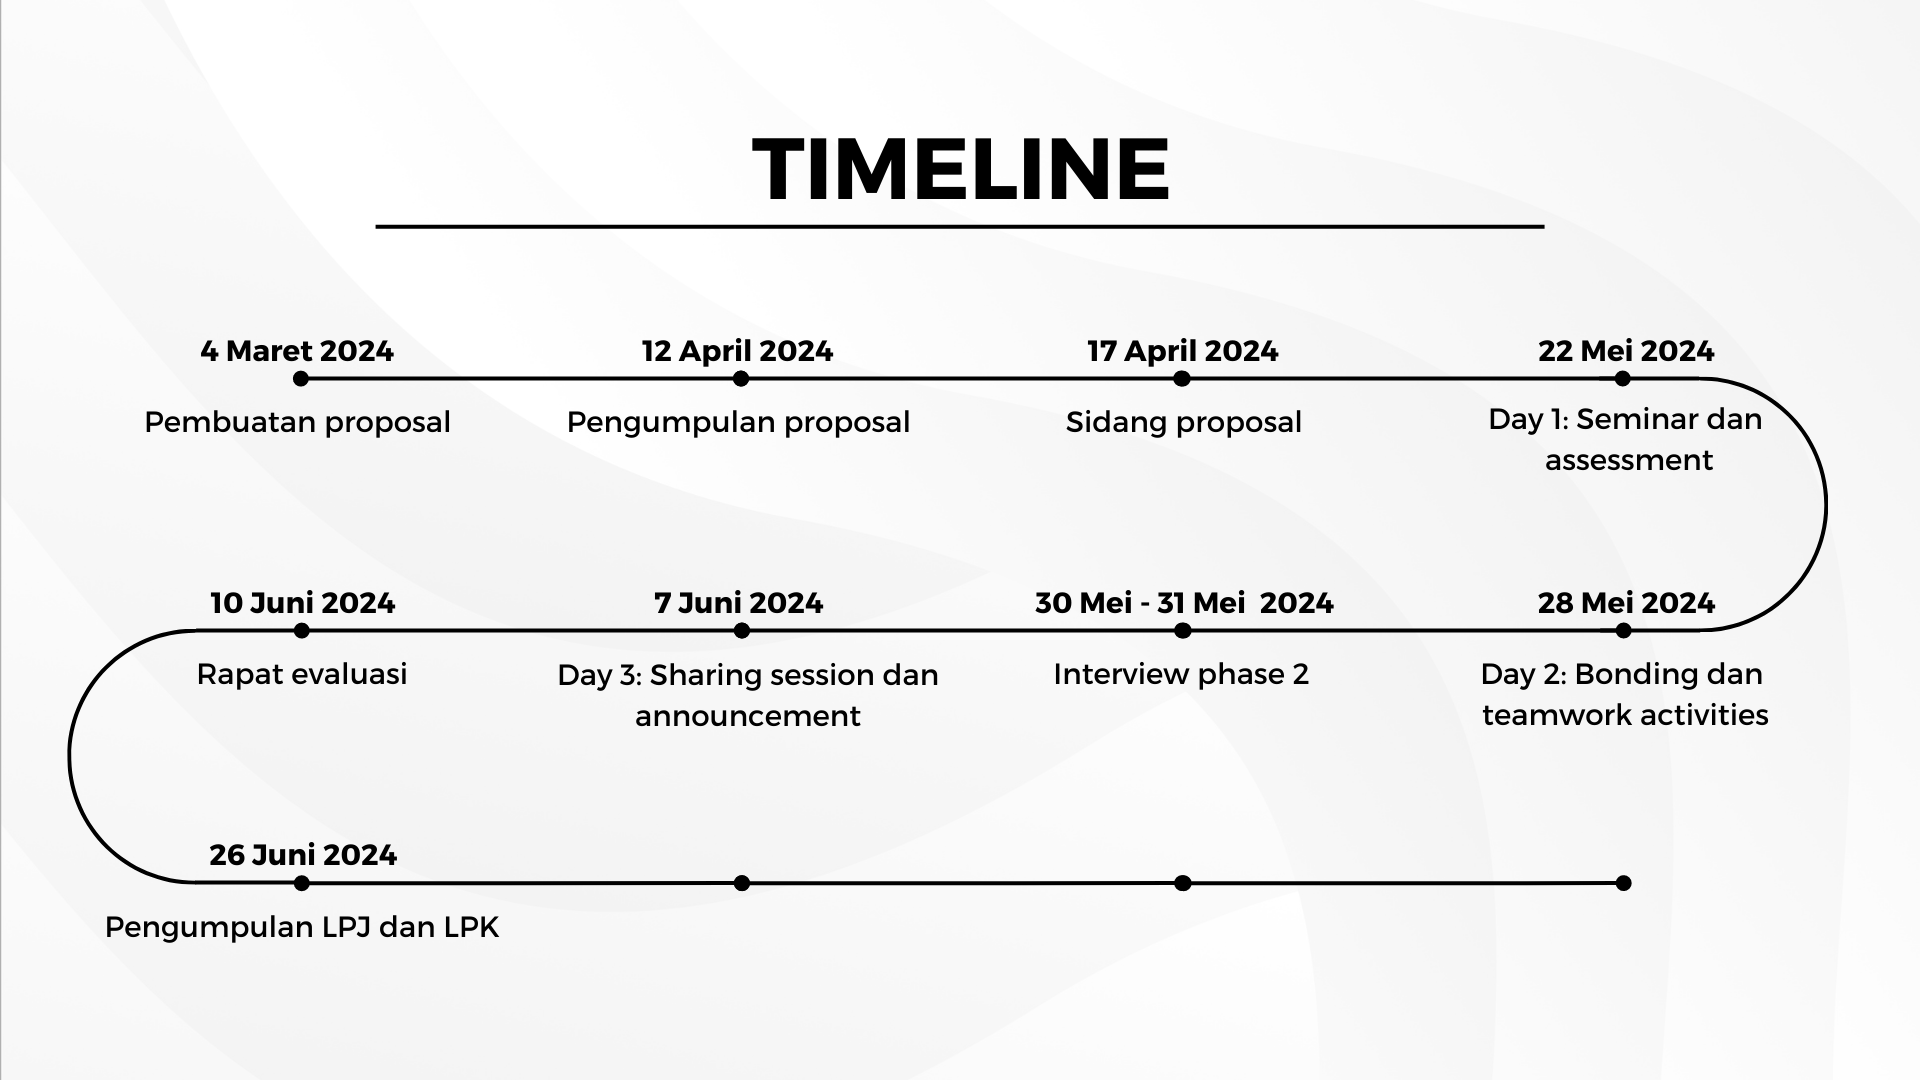 TIMELINE
4 Maret 2024
Pembuatan proposal
12 April 2024
Pengumpulan proposal
17 April 2024
Sidang proposal
22 Mei 2024
Day 1: Seminar dan
assessment
28 Mei 2024
Day 2: Bonding dan
teamwork activities
30 Mei - 31 Mei  2024
Interview phase 2
7 Juni 2024
Day 3: Sharing session dan
announcement
10 Juni 2024
Rapat evaluasi
26 Juni 2024
Pengumpulan LPJ dan LPK